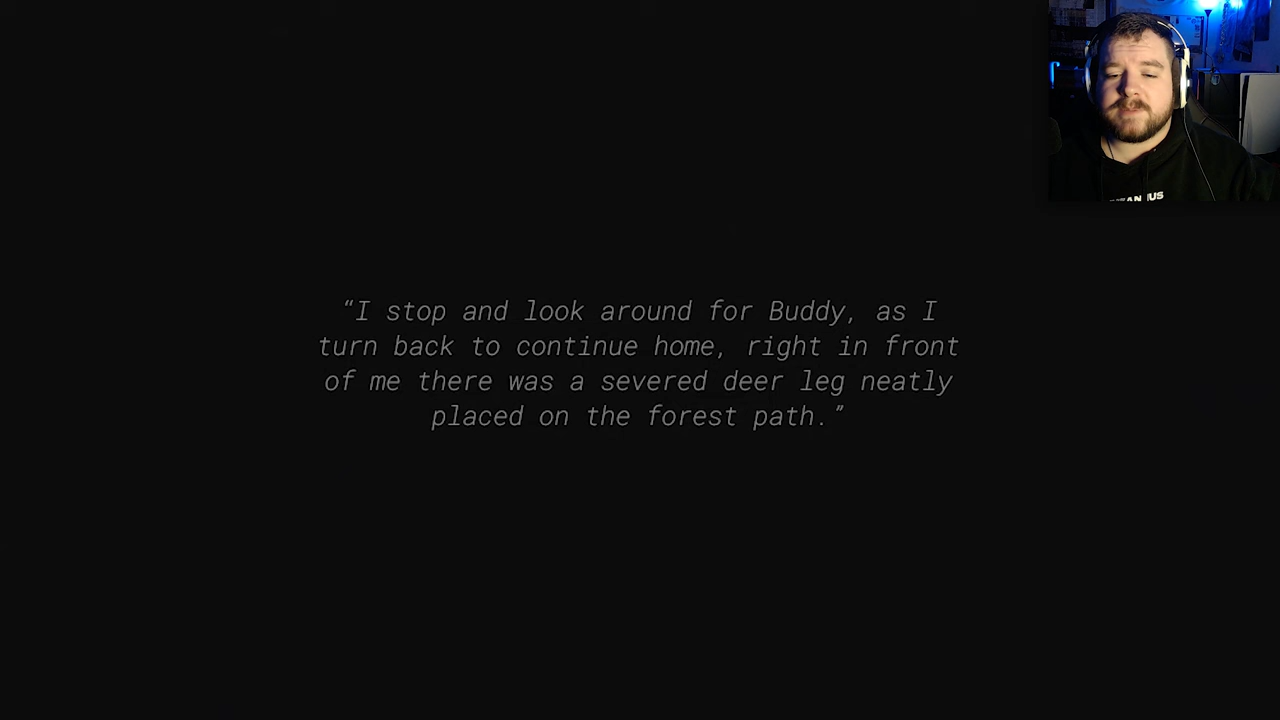 “I stop and look around for Buddy, as I
turn back to continue home, right in front
of me there was a severed deer leg neatly
placed on the forest path.”